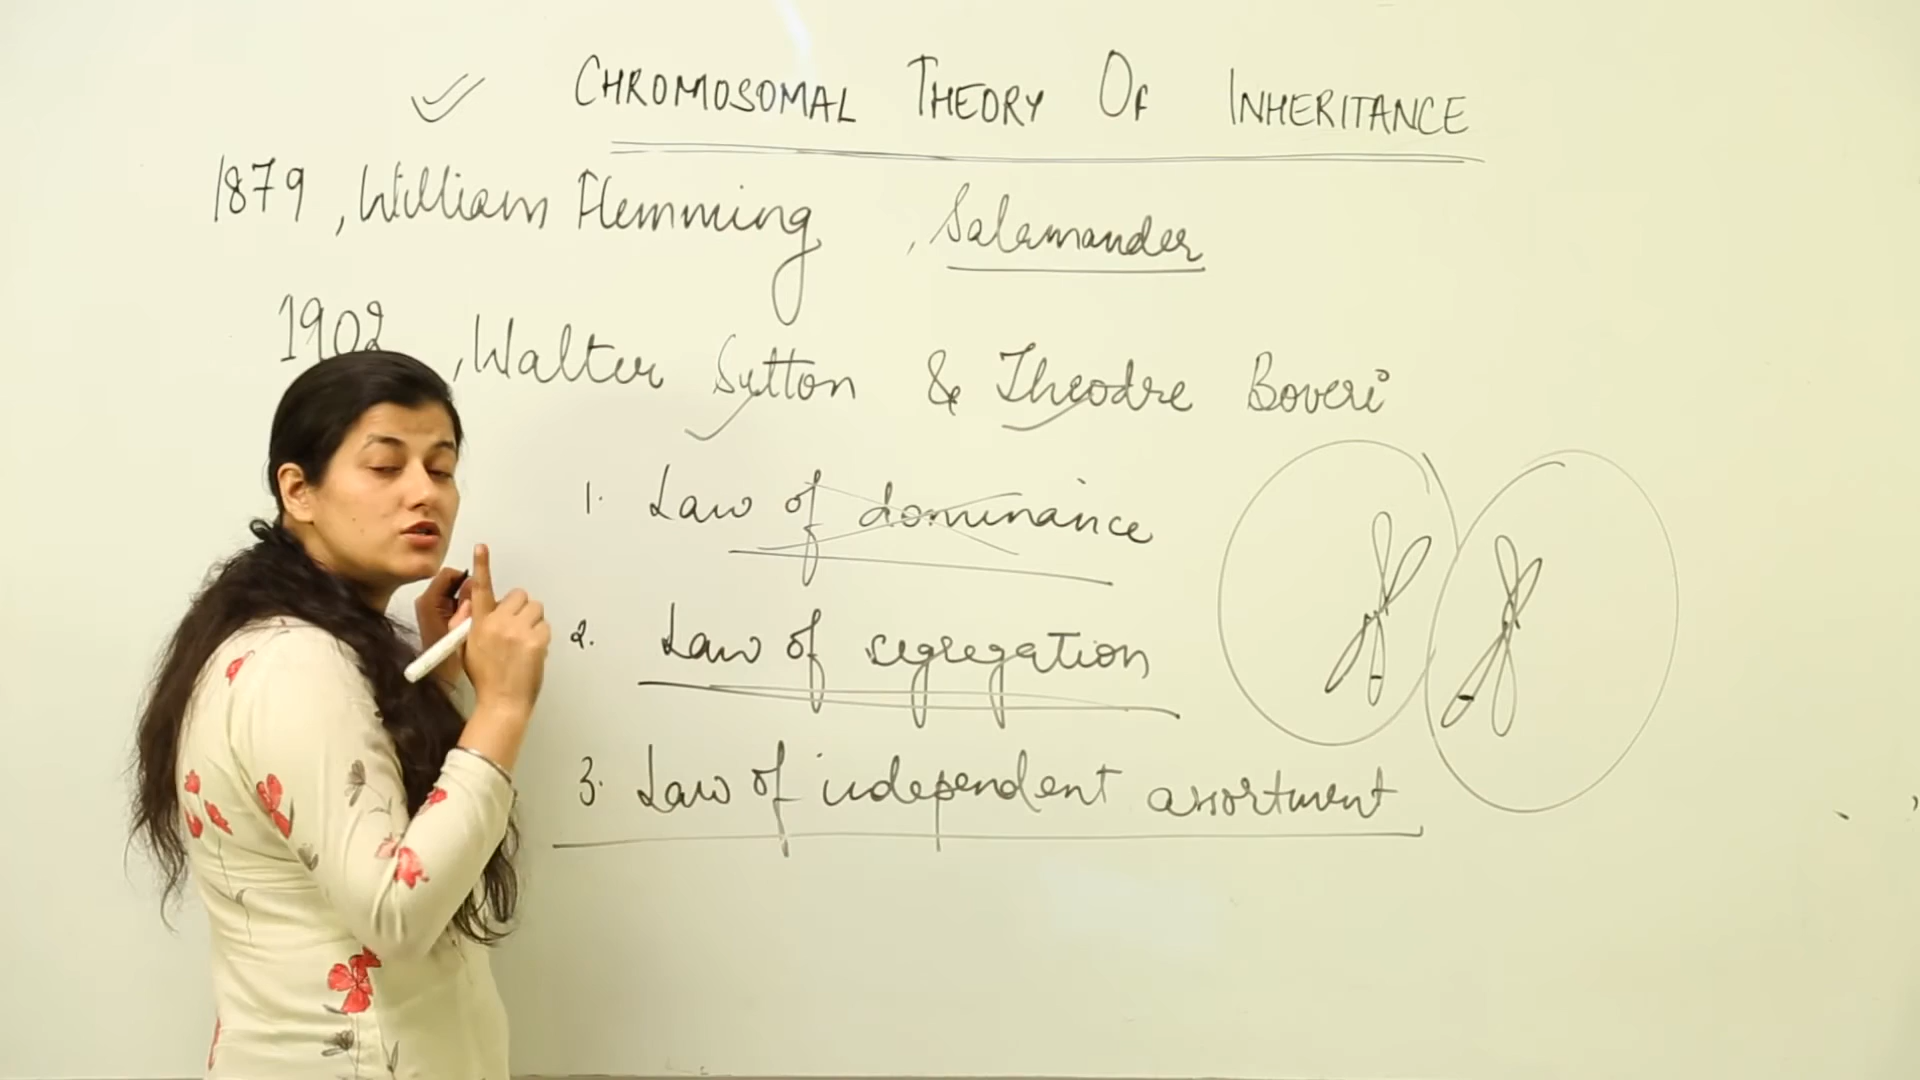 CHROMOSOMAL THEORY OF INHERITANCE
1879, William Flemming, Salamander
1902, Walter Sutton & Theodre Boveri
1. Law of dominance
2. Law of segregation
3. Law of independent assortment